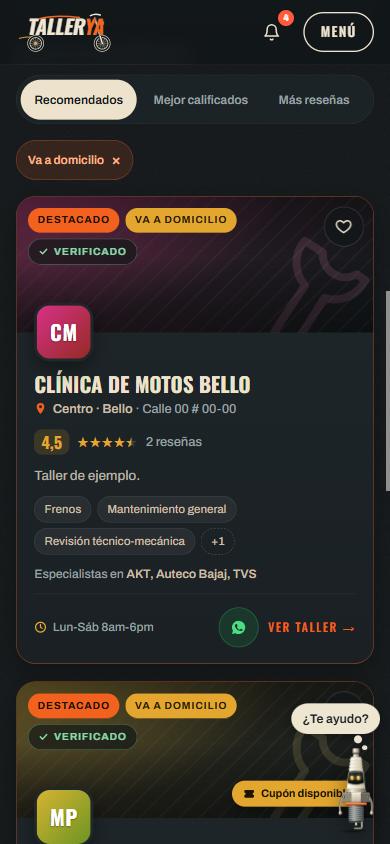 TALLERYA
4
MENÚ
Recomendados
Mejor calificados
Más reseñas
Va a domicilio ×
DESTACADO
VA A DOMICILIO
✓ VERIFICADO
CM
CLÍNICA DE MOTOS BELLO
Centro · Bello · Calle 00 # 00-00
4,5 ★★★★★ 2 reseñas
Taller de ejemplo.
Frenos
Mantenimiento general
Revisión técnico-mecánica
+1
Especialistas en AKT, Auteco Bajaj, TVS
Lun-Sáb 8am-6pm
VER TALLER →
DESTACADO
VA A DOMICILIO
¿Te ayudo?
✓ VERIFICADO
Cupón disponib
MP